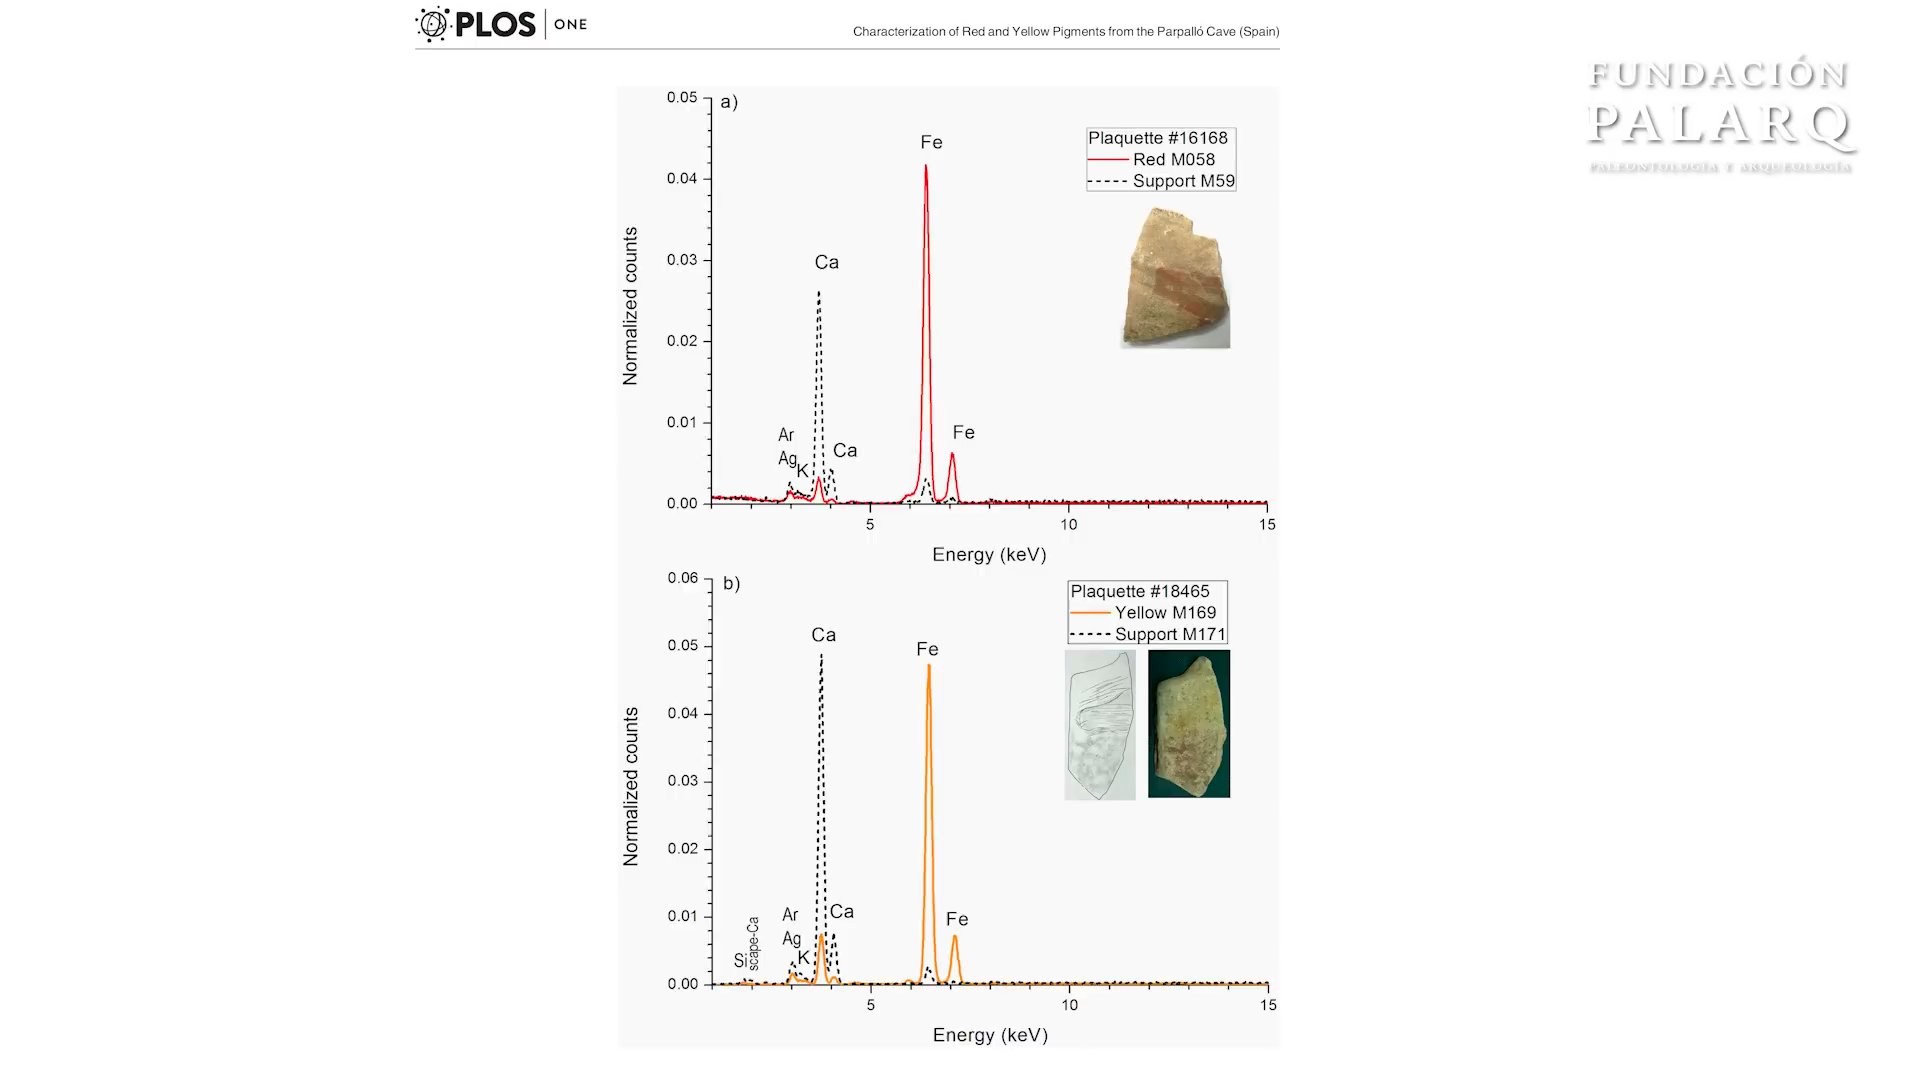 PLOS ONE
Characterization of Red and Yellow Pigments from the Parpalló Cave (Spain)
FUNDACIÓN
PALARQ
PALEONTOLOGÍA Y ARQUEOLOGÍA
a)
0.05
0.04
0.03
0.02
0.01
0.00
Normalized counts
Fe
Ca
Ar
Ag
K
Ca
Fe
Plaquette #16168
Red M058
Support M59
5
10
15
Energy (keV)
b)
0.06
0.05
0.04
0.03
0.02
0.01
0.00
Normalized counts
Ca
Fe
Si
scape-Ca
Ar
Ag
K
Ca
Fe
Plaquette #18465
Yellow M169
Support M171
5
10
15
Energy (keV)